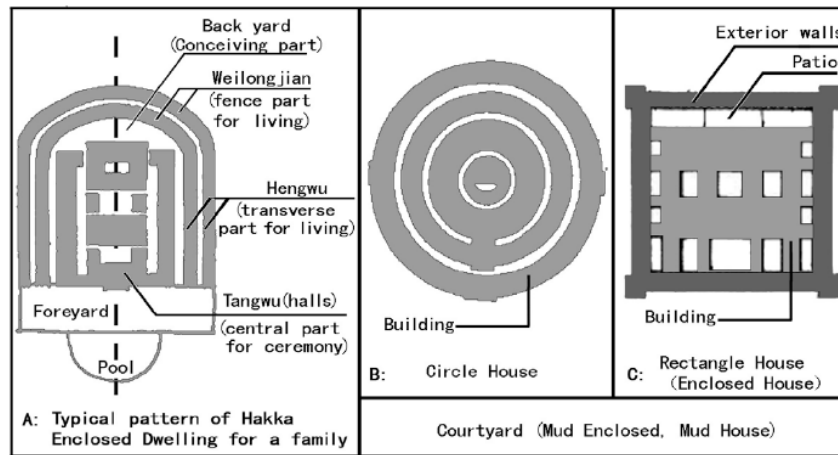 Back yard
(Conceiving part)
Weilongjian
(fence part
for living)
Hengwu
(transverse
part for living)
Tangwu(halls)
(central part
for ceremony)
Foreyard
Pool
A: Typical pattern of Hakka
Enclosed Dwelling for a family
Building
B: Circle House
Exterior walls
Patio
Building
C: Rectangle House
(Enclosed House)
Courtyard (Mud Enclosed, Mud House)